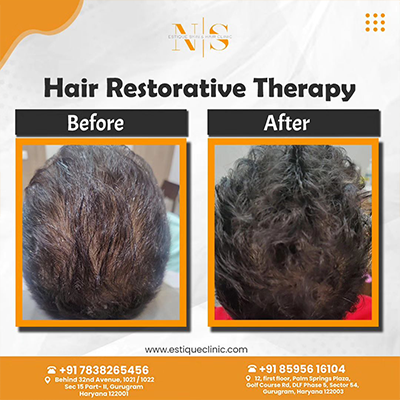 N|S
ESTIQUE STYLE HAIR CLINIC
Hair Restorative Therapy
Before
After
www.estiqueclinic.com
+91 7838265456
Behind 32nd Avenue, 1021 / 1022
Sec 15 Part- II, Gurugram
Haryana 122001
+91 85956 16104
12, first floor, Palm Springs Plaza,
Golf Course Rd, DLF Phase 5, Sector 54,
Gurugram, Haryana 122003